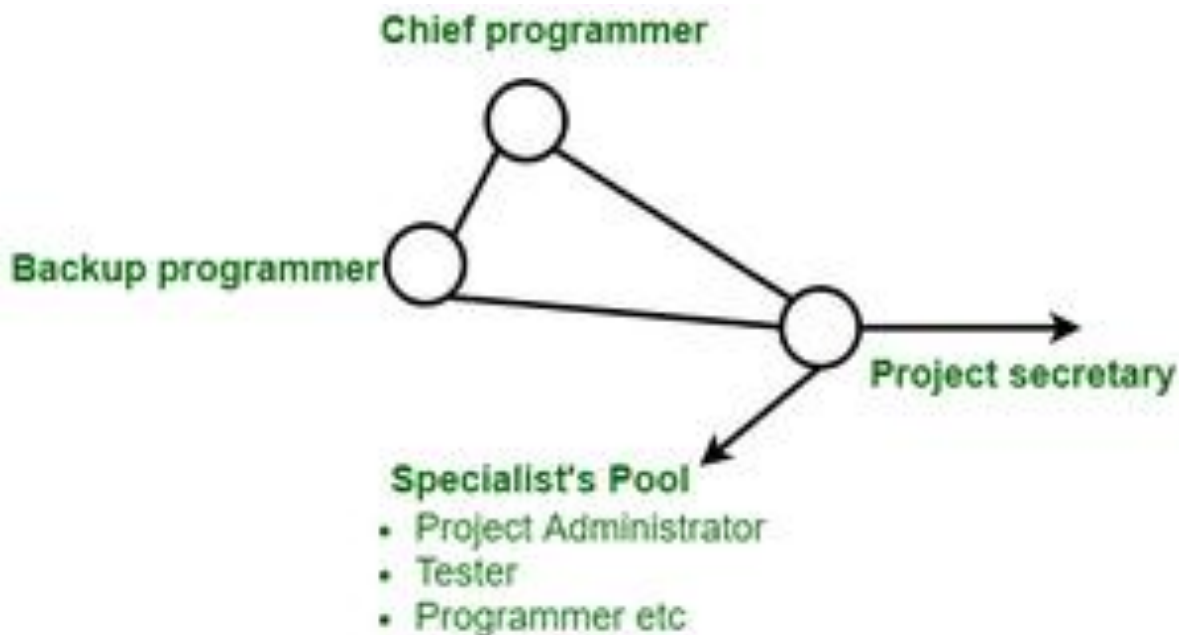 Chief programmer
Backup programmer
Project secretary
Specialist's Pool
• Project Administrator
• Tester
• Programmer etc